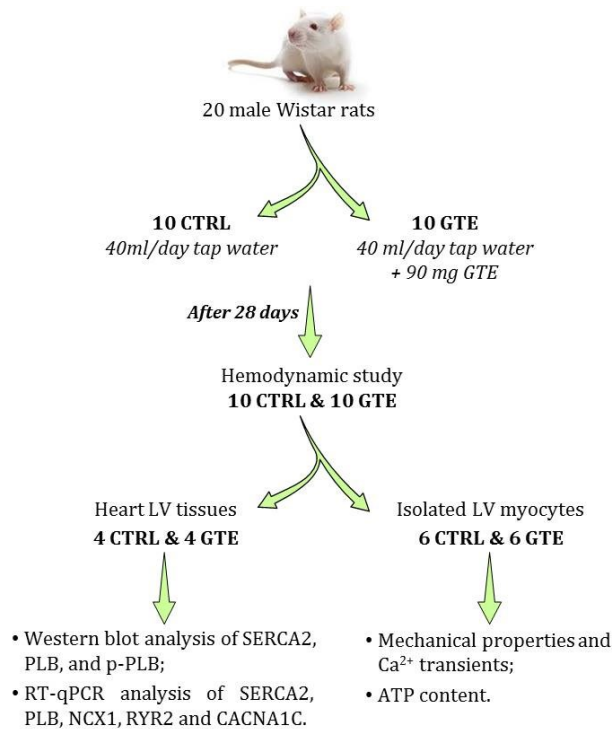 20 male Wistar rats
10 CTRL
40ml/day tap water
10 GTE
40 ml/day tap water
+ 90 mg GTE
After 28 days
Hemodynamic study
10 CTRL & 10 GTE
Heart LV tissues
4 CTRL & 4 GTE
Isolated LV myocytes
6 CTRL & 6 GTE
• Western blot analysis of SERCA2,
PLB, and p-PLB;
• RT-qPCR analysis of SERCA2,
PLB, NCX1, RYR2 and CACNA1C.
• Mechanical properties and
Ca²⁺ transients;
• ATP content.